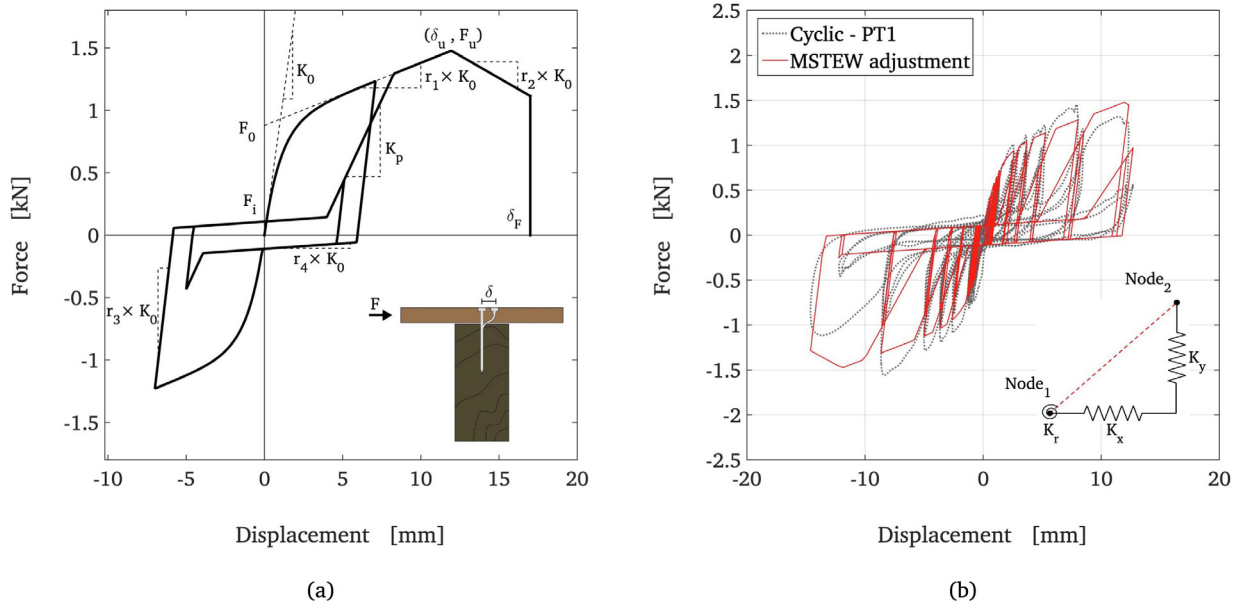 (δu , Fu)
K0
r1 × K0
r2 × K0
F0
Kp
Fi
δF
r4 × K0
r3 × K0
F
δ
1.5
1
0.5
0
-0.5
-1
-1.5
-10
-5
0
5
10
15
20
Force [kN]
Displacement [mm]
(a)
Cyclic - PT1
MSTEW adjustment
Node2
Ky
Node1
Kr
Kx
2.5
2
1.5
1
0.5
0
-0.5
-1
-1.5
-2
-2.5
-20
-10
0
10
20
Force [kN]
Displacement [mm]
(b)